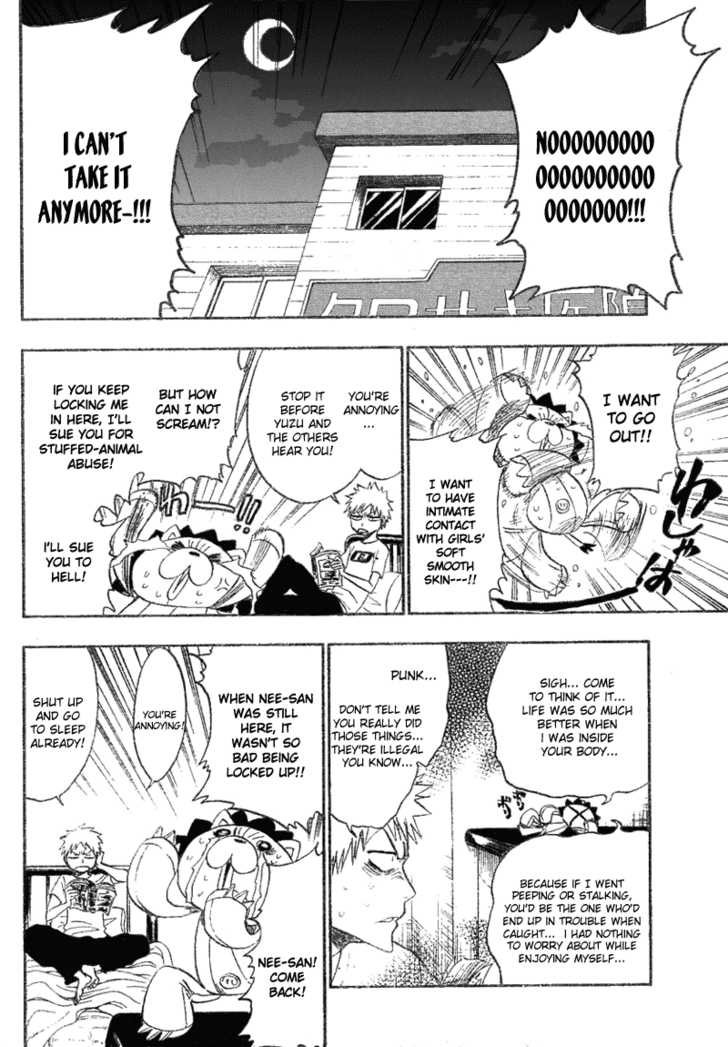 NOOOOOOOOO
OOOOOOOOOO
OOOOOOO!!!
I CAN'T
TAKE IT
ANYMORE-!!!
I WANT
TO GO
OUT!!
I WANT
TO HAVE
INTIMATE
CONTACT
WITH GIRLS'
SOFT
SMOOTH
SKIN---!!
わしゃは
YOU'RE
ANNOYING
...
STOP IT
BEFORE
YUZU AND
THE OTHERS
HEAR YOU!
BUT HOW
CAN I NOT
SCREAM!?
IF YOU KEEP
LOCKING ME
IN HERE, I'LL
SUE YOU FOR
STUFFED-ANIMAL
ABUSE!
I'LL SUE
YOU TO
HELL!
SIGH... COME
TO THINK OF IT...
LIFE WAS SO MUCH
BETTER WHEN
I WAS INSIDE
YOUR BODY...
BECAUSE IF I WENT
PEEPING OR STALKING,
YOU'D BE THE ONE WHO'D
END UP IN TROUBLE WHEN
CAUGHT... I HAD NOTHING
TO WORRY ABOUT WHILE
ENJOYING MYSELF...
PUNK...
DON'T TELL ME
YOU REALLY DID
THOSE THINGS...
THEY'RE ILLEGAL
YOU KNOW...
WHEN NEE-SAN
WAS STILL
HERE, IT
WASN'T SO
BAD BEING
LOCKED UP!!
YOU'RE
ANNOYING!
SHUT UP
AND GO
TO SLEEP
ALREADY!
NEE-SAN!
COME
BACK!